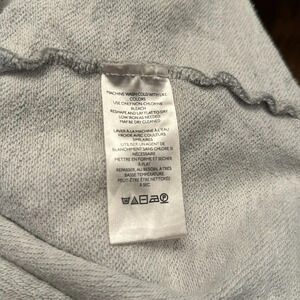 MACHINE WASH COLD WITH LIKE
COLORS
USE ONLY NON-CHLORINE
BLEACH
RESHAPE AND LAY FLAT TO DRY
LOW IRON AS NEEDED
MAY BE DRY CLEANED
LAVER À LA MACHINE À L'EAU
FROIDE AVEC COULEURS
SIMILAIRES
UTILISER UN AGENT DE
BLANCHIMENT SANS CHLORE SI
NÉCESSAIRE
METTRE EN FORME ET SÉCHER
À PLAT
REPASSER, AU BESOIN, À TRÈS
BASSE TEMPÉRATURE
PEUT-ÊTRE ÊTRE NETTOYÉ
À SEC